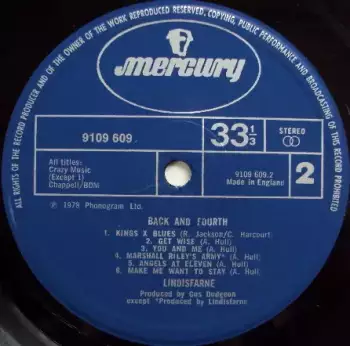 ALL RIGHTS OF THE RECORD PRODUCER AND OF THE OWNER OF THE WORK REPRODUCED RESERVED. COPYING, PUBLIC PERFORMANCE AND BROADCASTING OF THIS RECORD PROHIBITED
mercury
9109 609
33 1/3
STEREO
All titles:
Crazy Music
(Except 1)
Chappell/BDN
9109 609.2
Made in England
2
℗ 1978 Phonogram Ltd.
BACK AND FOURTH
1. KINGS X BLUES (R. Jackson/C. Harcourt)
2. GET WISE (A. Hull)
3. YOU AND ME (A. Hull)
4. MARSHALL RILEY'S ARMY* (A. Hull)
5. ANGELS AT ELEVEN (A. Hull)
6. MAKE ME WANT TO STAY (A. Hull)
LINDISFARNE
Produced by Gus Dudgeon
except *Produced by Lindisfarne